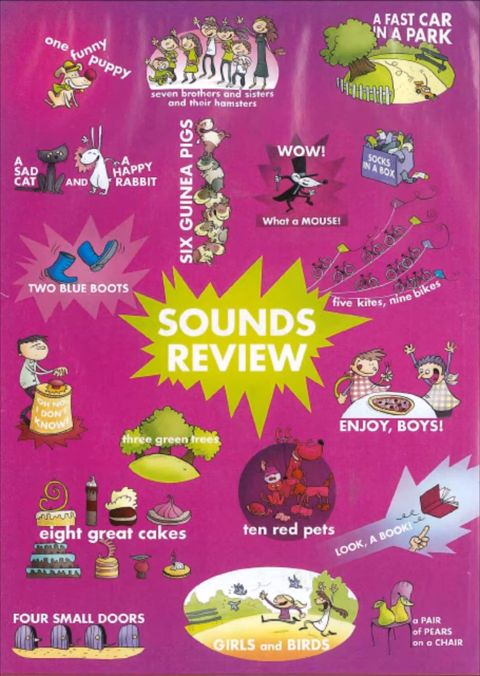 one funny
puppy
seven brothers and sisters
and their hamsters
A FAST CAR
IN A PARK
A
SAD
CAT
AND
A
HAPPY
RABBIT
SIX GUINEA PIGS
WOW!
What a MOUSE!
SOCKS
IN A BOX
TWO BLUE BOOTS
five kites, nine bikes
SOUNDS
REVIEW
OH NO!
I DON'T
KNOW!
ENJOY, BOYS!
three green trees
eight great cakes
ten red pets
LOOK, A BOOK!
FOUR SMALL DOORS
GIRLS and BIRDS
a PAIR
of PEARS
on a CHAIR